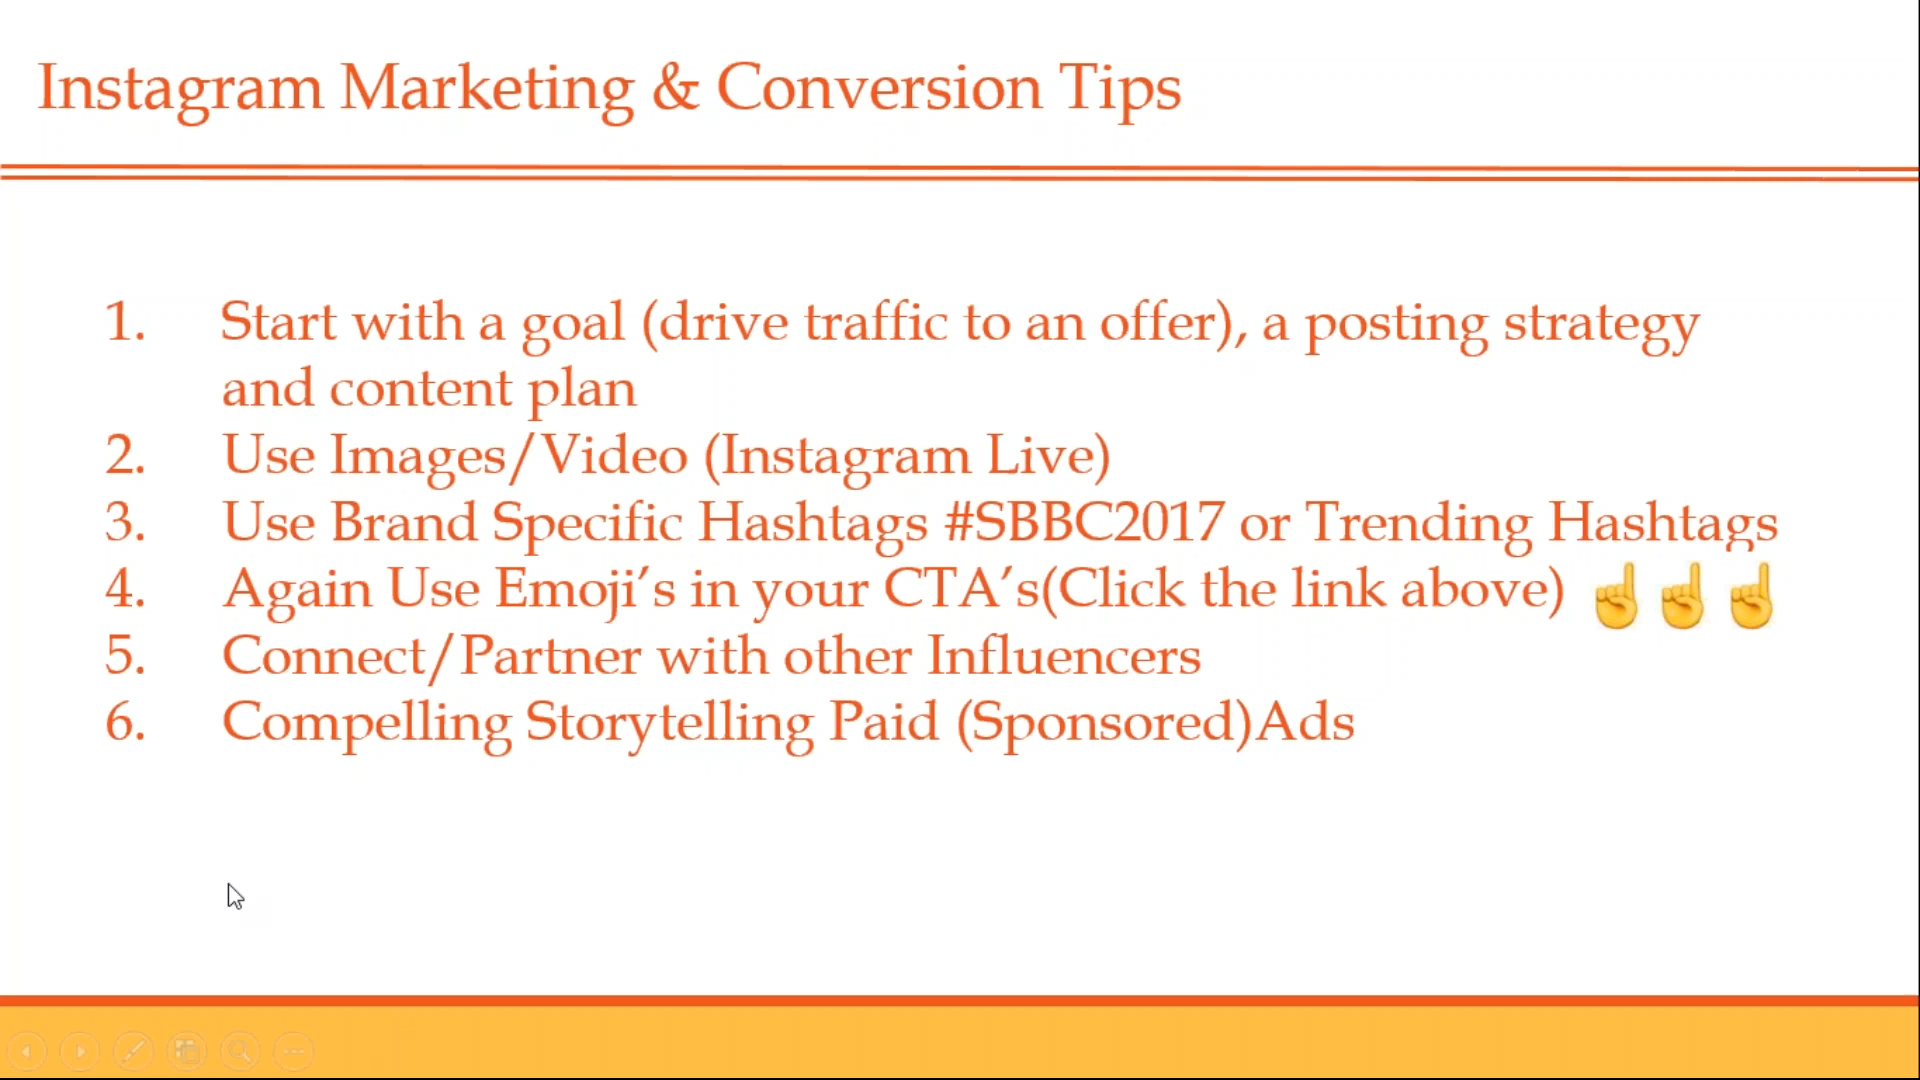 Instagram Marketing & Conversion Tips
1. Start with a goal (drive traffic to an offer), a posting strategy
and content plan
2. Use Images/Video (Instagram Live)
3. Use Brand Specific Hashtags #SBBC2017 or Trending Hashtags
4. Again Use Emoji’s in your CTA’s(Click the link above) ☝☝☝
5. Connect/Partner with other Influencers
6. Compelling Storytelling Paid (Sponsored)Ads